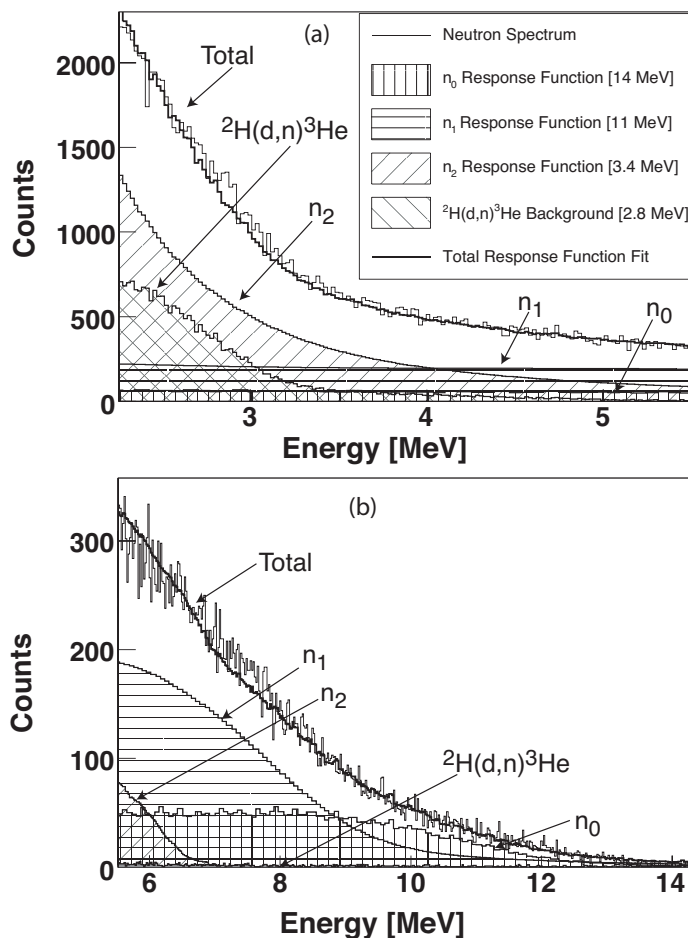 (a)
Total
²H(d,n)³He
n₂
n₁
n₀
Neutron Spectrum
n₀ Response Function [14 MeV]
n₁ Response Function [11 MeV]
n₂ Response Function [3.4 MeV]
²H(d,n)³He Background [2.8 MeV]
Total Response Function Fit
2000
1500
1000
500
0
Counts
3 4 5
Energy [MeV]
(b)
Total
n₁
n₂
²H(d,n)³He
n₀
300
200
100
0
Counts
6 8 10 12 14
Energy [MeV]